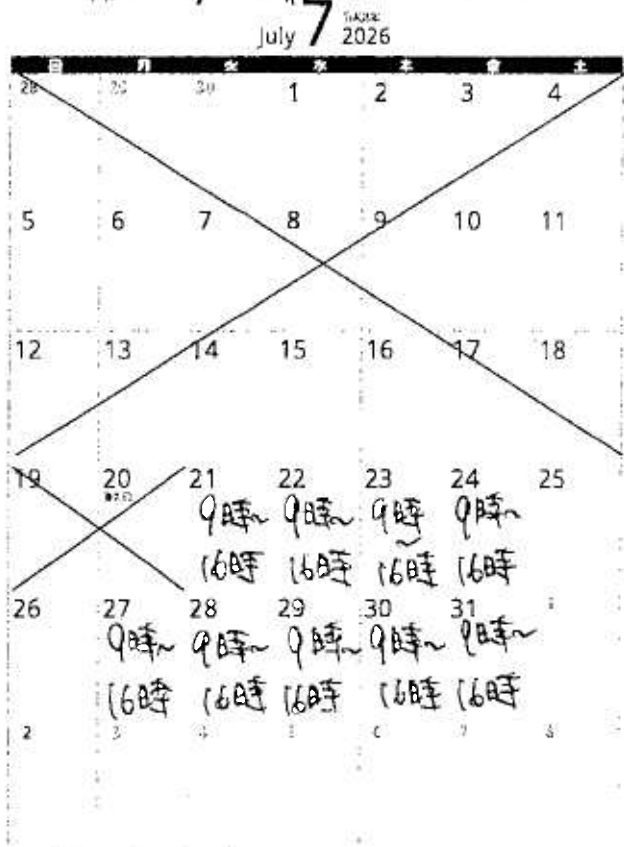 July 7 2026
日 月 火 水 木 金 土
28 29 30 1 2 3 4
5 6 7 8 9 10 11
12 13 14 15 16 17 18
19 20 21 22 23 24 25
海の日
9時~ 9時~ 9時~ 9時~
16時 16時 16時 16時
26 27 28 29 30 31 1
9時~ 9時~ 9時~ 9時~ 9時~
16時 16時 16時 16時 16時
2 3 4 5 6 7 8